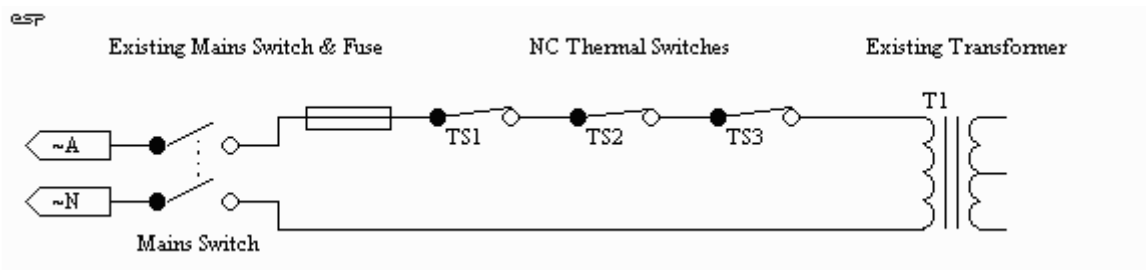 esp
Existing Mains Switch & Fuse
NC Thermal Switches
Existing Transformer
T1
TS1
TS2
TS3
~A
~N
Mains Switch